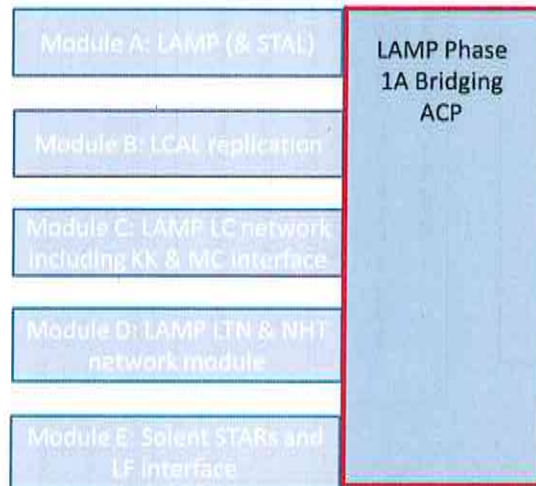 Module A: LAMP (& STAL)
Module B: LCAL replication
Module C: LAMP LC network
including KK & MC interface
Module D: LAMP LTN & NHT
network module
Module E: Solent STARs and
LF interface
LAMP Phase
1A Bridging
ACP